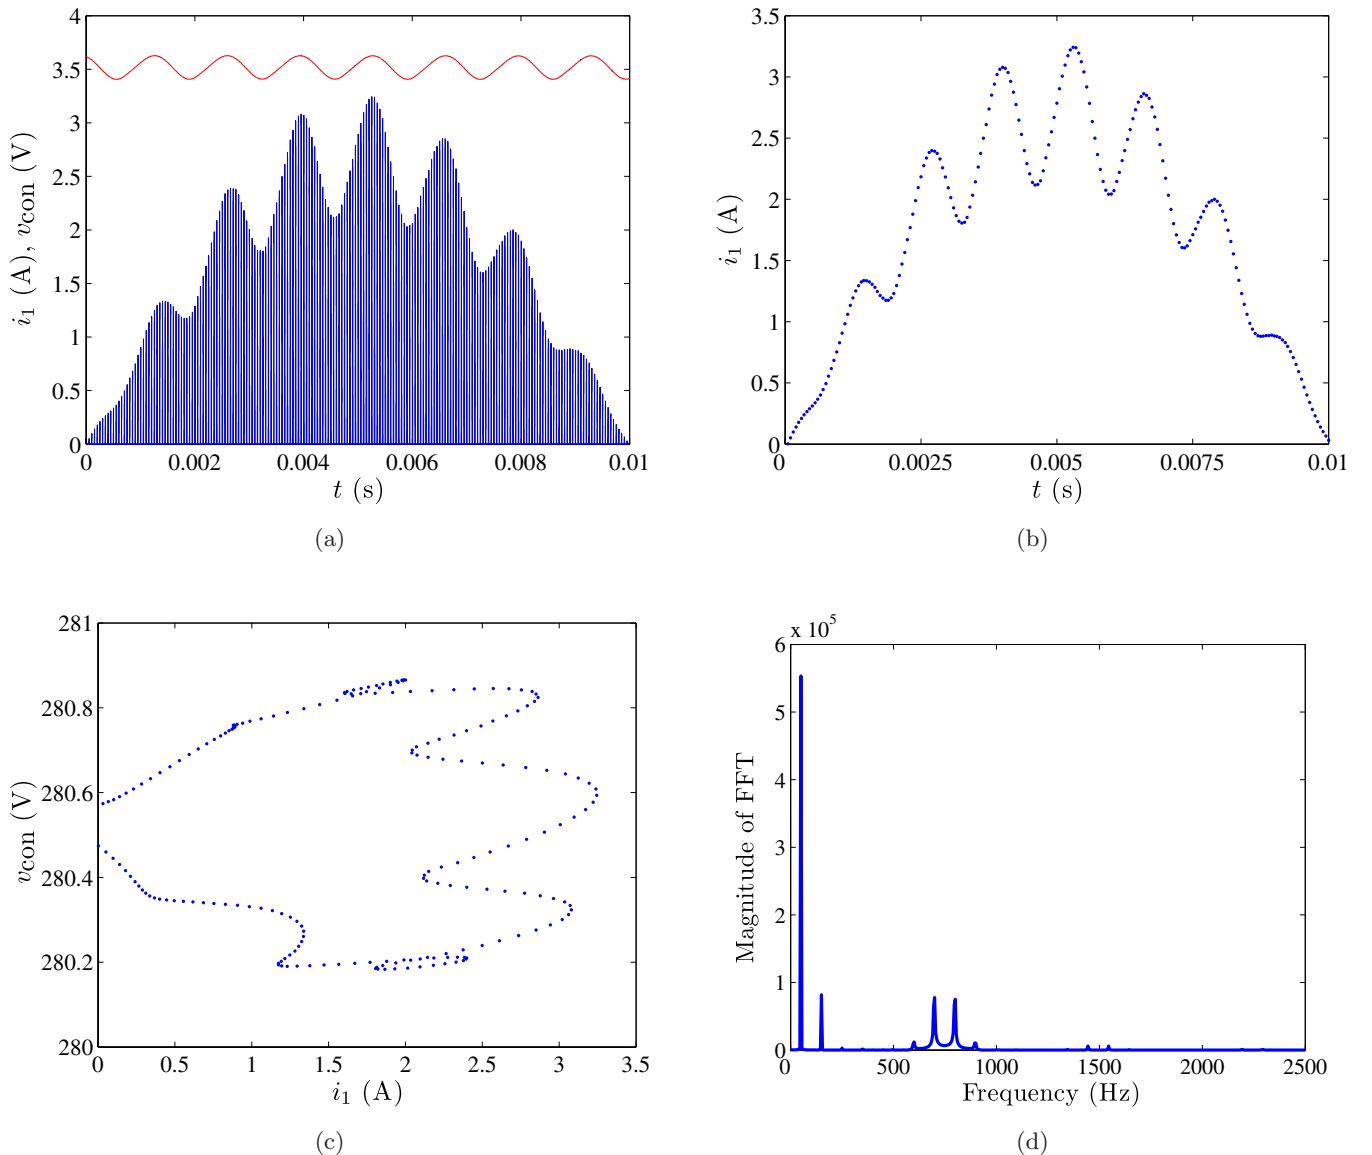 4
3.5
3
2.5
2
1.5
1
0.5
0
i1 (A), vcon (V)
0 0.002 0.004 0.006 0.008 0.01
t (s)
(a)
3.5
3
2.5
2
1.5
1
0.5
0
i1 (A)
0 0.0025 0.005 0.0075 0.01
t (s)
(b)
281
280.8
280.6
280.4
280.2
280
vcon (V)
0 0.5 1 1.5 2 2.5 3 3.5
i1 (A)
(c)
x 10^5
6
5
4
3
2
1
0
Magnitude of FFT
0 500 1000 1500 2000 2500
Frequency (Hz)
(d)